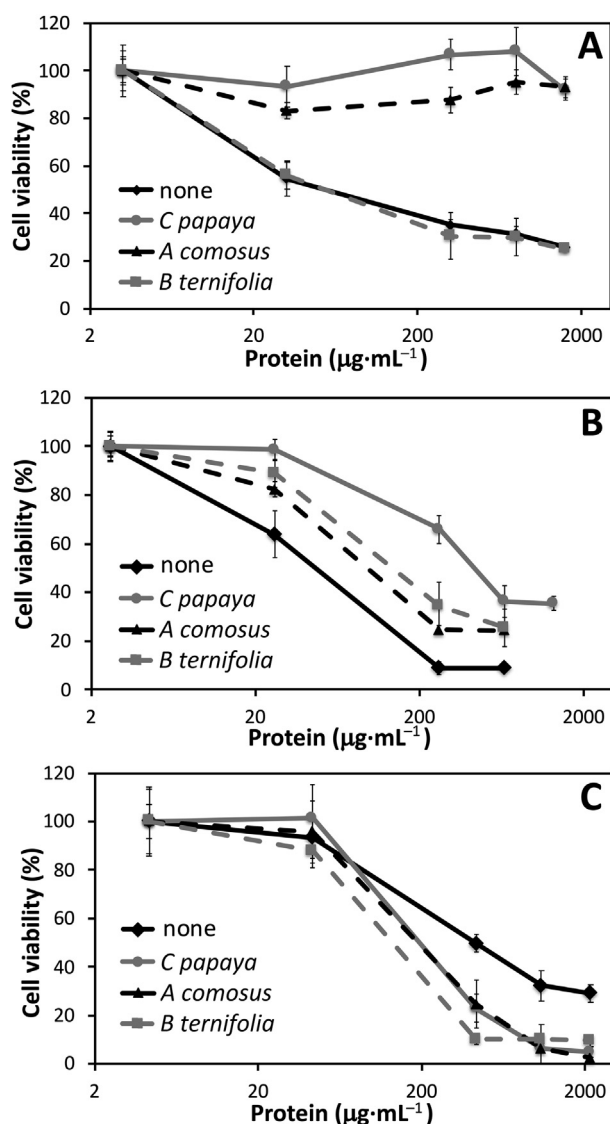 A
120
100
80
60
40
20
0
Cell viability (%)
none
C papaya
A comosus
B ternifolia
2 20 200 2000
Protein (µg·mL⁻¹)
B
120
100
80
60
40
20
0
Cell viability (%)
none
C papaya
A comosus
B ternifolia
2 20 200 2000
Protein (µg·mL⁻¹)
C
120
100
80
60
40
20
0
Cell viability (%)
none
C papaya
A comosus
B ternifolia
2 20 200 2000
Protein (µg·mL⁻¹)